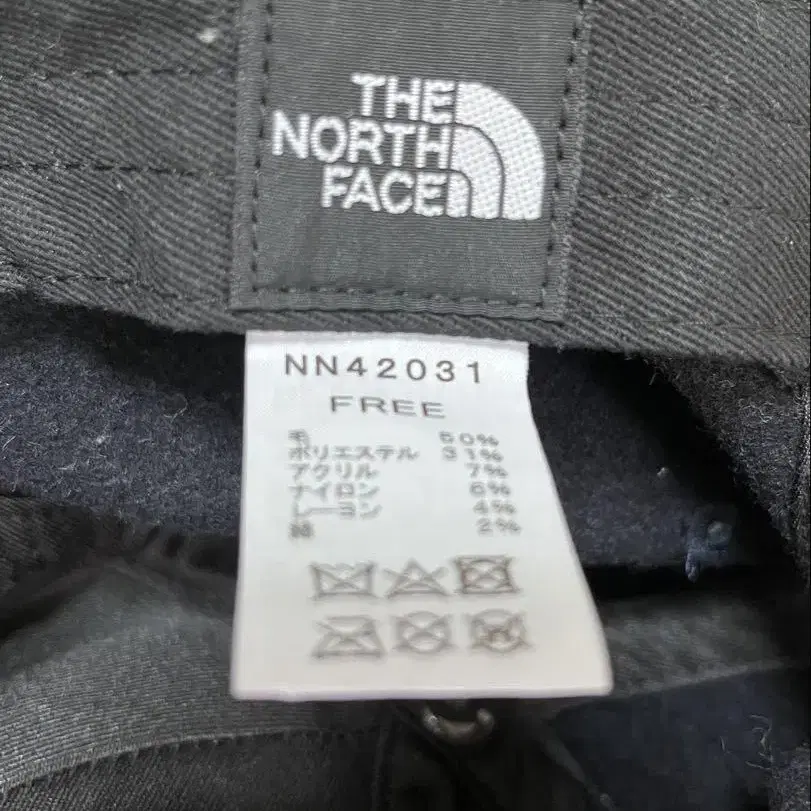 THE
NORTH
FACE
NN42031
FREE
毛 50%
ポリエステル 31%
アクリル 7%
ナイロン 6%
レーヨン 4%
綿 2%